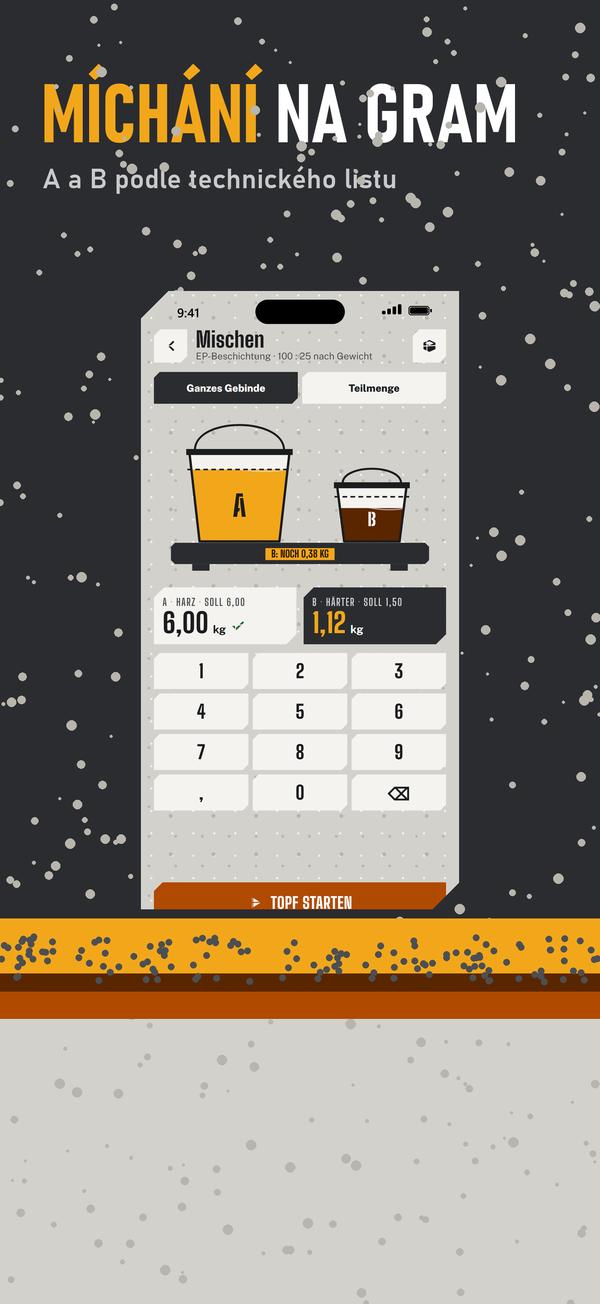 MÍCHÁNÍ NA GRAM
A a B podle technického listu
9:41
Mischen
EP-Beschichtung · 100 : 25 nach Gewicht
Ganzes Gebinde
Teilmenge
A
B
B: NOCH 0,38 KG
A · HARZ · SOLL 6,00
6,00 kg
B · HÄRTER · SOLL 1,50
1,12 kg
1 2 3
4 5 6
7 8 9
, 0
TOPF STARTEN